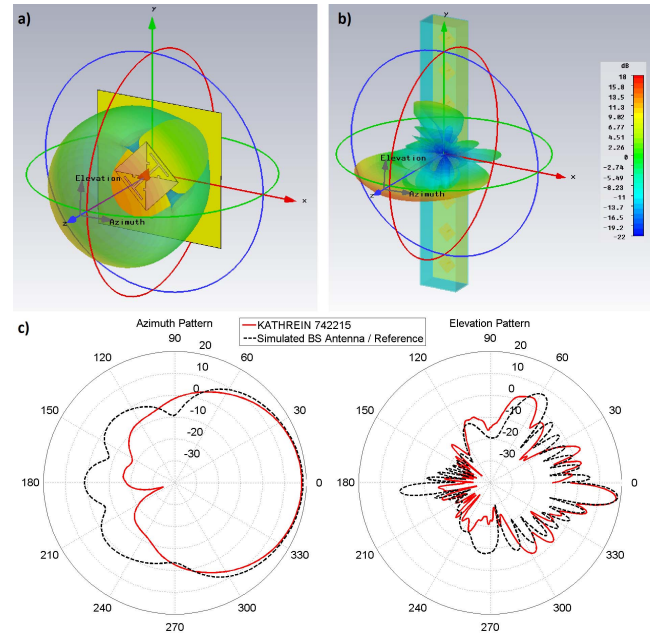 a)
y
Elevation
Azimuth
z
x
b)
y
Elevation
Azimuth
z
x
dB
18
15.8
13.5
11.3
9.02
6.77
4.51
2.26
0
-2.74
-5.49
-8.23
-11
-13.7
-16.5
-19.2
-22
c)
Azimuth Pattern
KATHREIN 742215
Simulated BS Antenna / Reference
Elevation Pattern
90
120
60
150
30
180
0
210
330
240
300
270
20
10
0
-10
-20
-30
90
120
60
150
30
180
0
210
330
240
300
270
20
10
0
-10
-20
-30